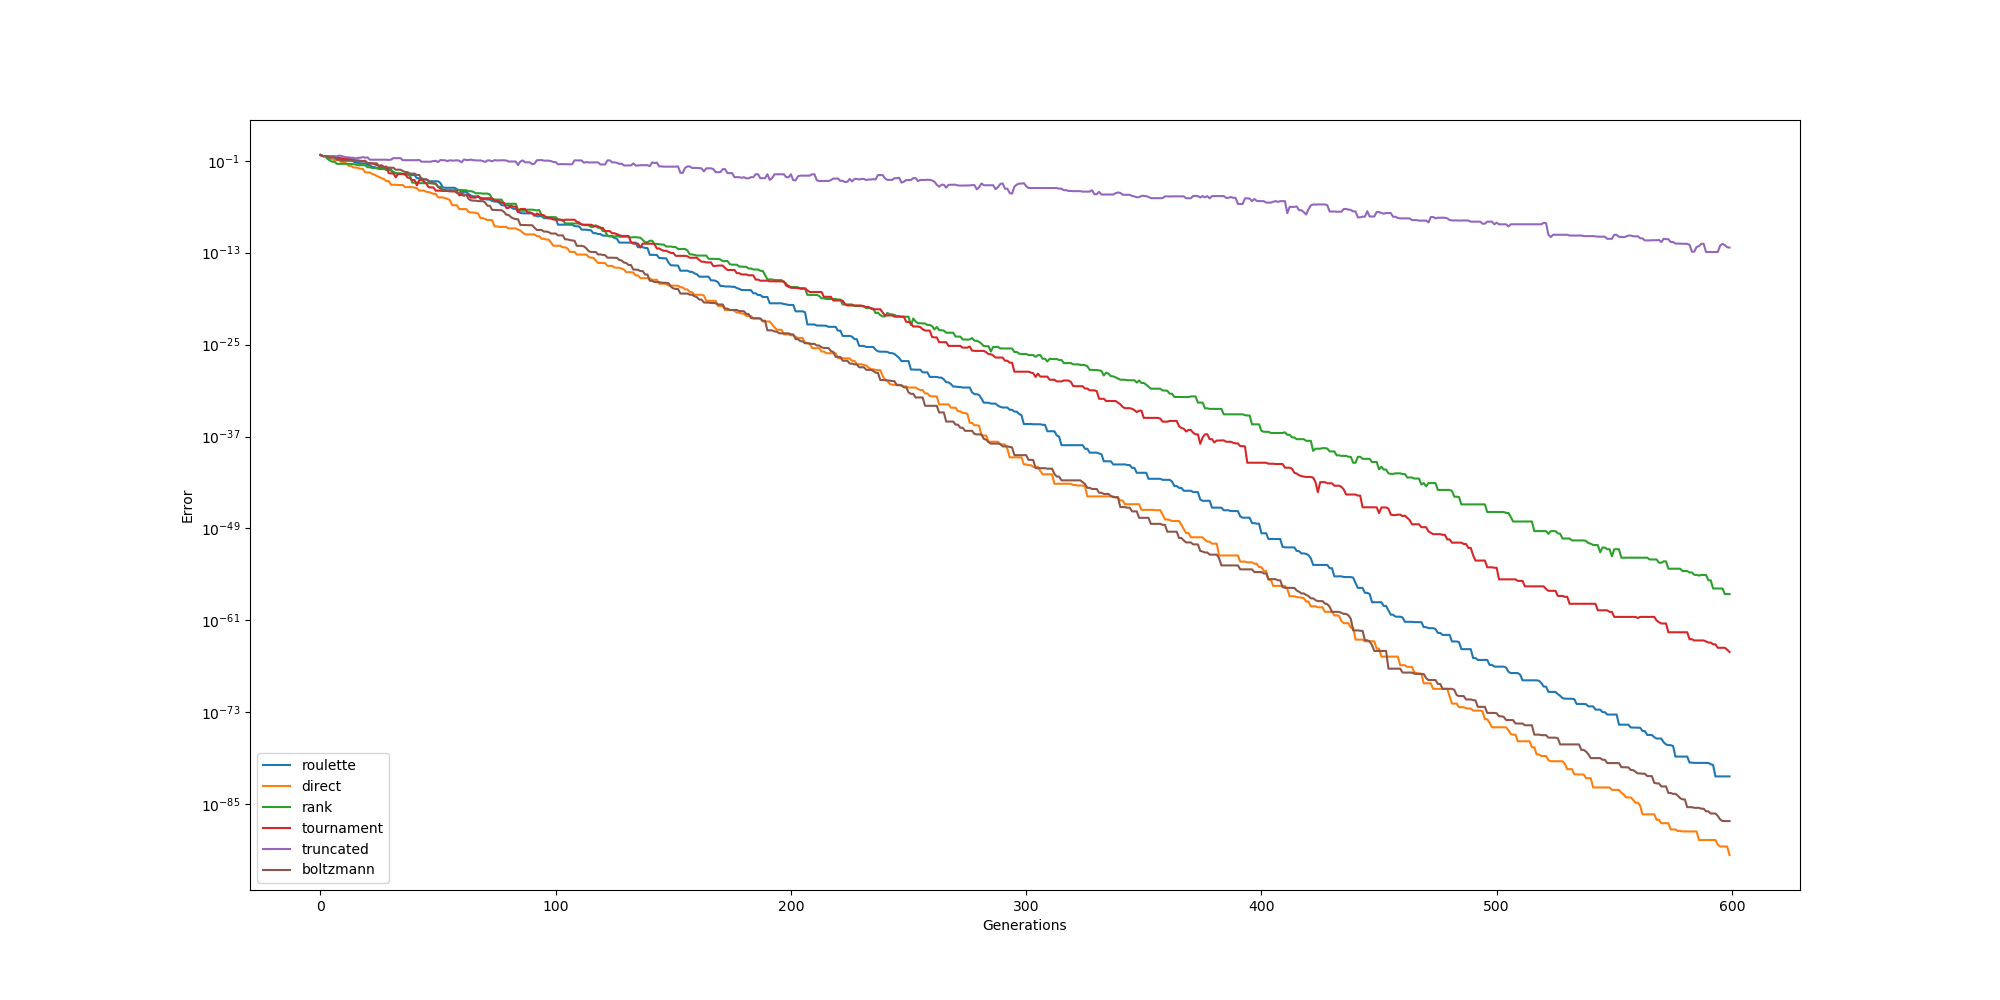 10⁻¹
10⁻¹³
10⁻²⁵
10⁻³⁷
10⁻⁴⁹
10⁻⁶¹
10⁻⁷³
10⁻⁸⁵
Error
roulette
direct
rank
tournament
truncated
boltzmann
0 100 200 300 400 500 600
Generations